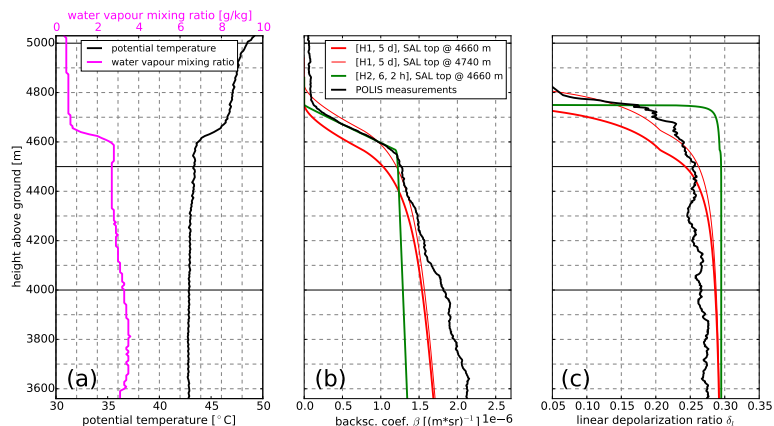 water vapour mixing ratio [g/kg]
0 2 4 6 8 10
5000
4800
4600
4400
4200
4000
3800
3600
height above ground [m]
potential temperature
water vapour mixing ratio
(a)
30 35 40 45 50
potential temperature [°C]
[H1, 5 d], SAL top @ 4660 m
[H1, 5 d], SAL top @ 4740 m
[H2, 6, 2 h], SAL top @ 4660 m
POLIS measurements
(b)
0.0 0.5 1.0 1.5 2.0 2.5
1e-6
backsc. coef. β [(m*sr)⁻¹]
(c)
0.05 0.10 0.15 0.20 0.25 0.30 0.35
linear depolarization ratio δₗ